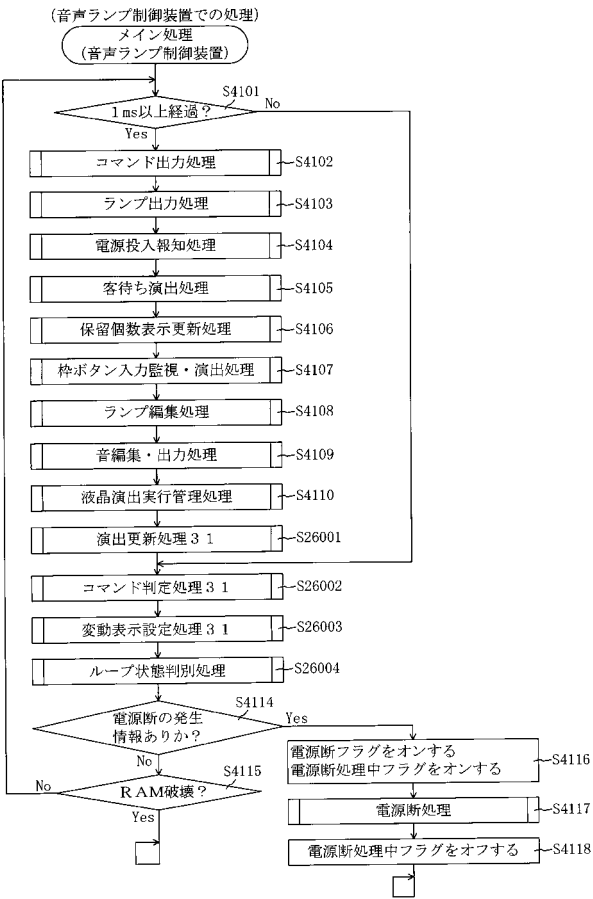 (音声ランプ制御装置での処理)
メイン処理
(音声ランプ制御装置)
S4101
1ms以上経過？
No
Yes
コマンド出力処理
S4102
ランプ出力処理
S4103
電源投入報知処理
S4104
客待ち演出処理
S4105
保留個数表示更新処理
S4106
枠ボタン入力監視・演出処理
S4107
ランプ編集処理
S4108
音編集・出力処理
S4109
液晶演出実行管理処理
S4110
演出更新処理３１
S26001
コマンド判定処理３１
S26002
変動表示設定処理３１
S26003
ループ状態判別処理
S26004
S4114
電源断の発生
情報ありか？
Yes
No
電源断フラグをオンする
電源断処理中フラグをオンする
S4116
S4115
ＲＡＭ破壊？
No
Yes
電源断処理
S4117
電源断処理中フラグをオフする
S4118